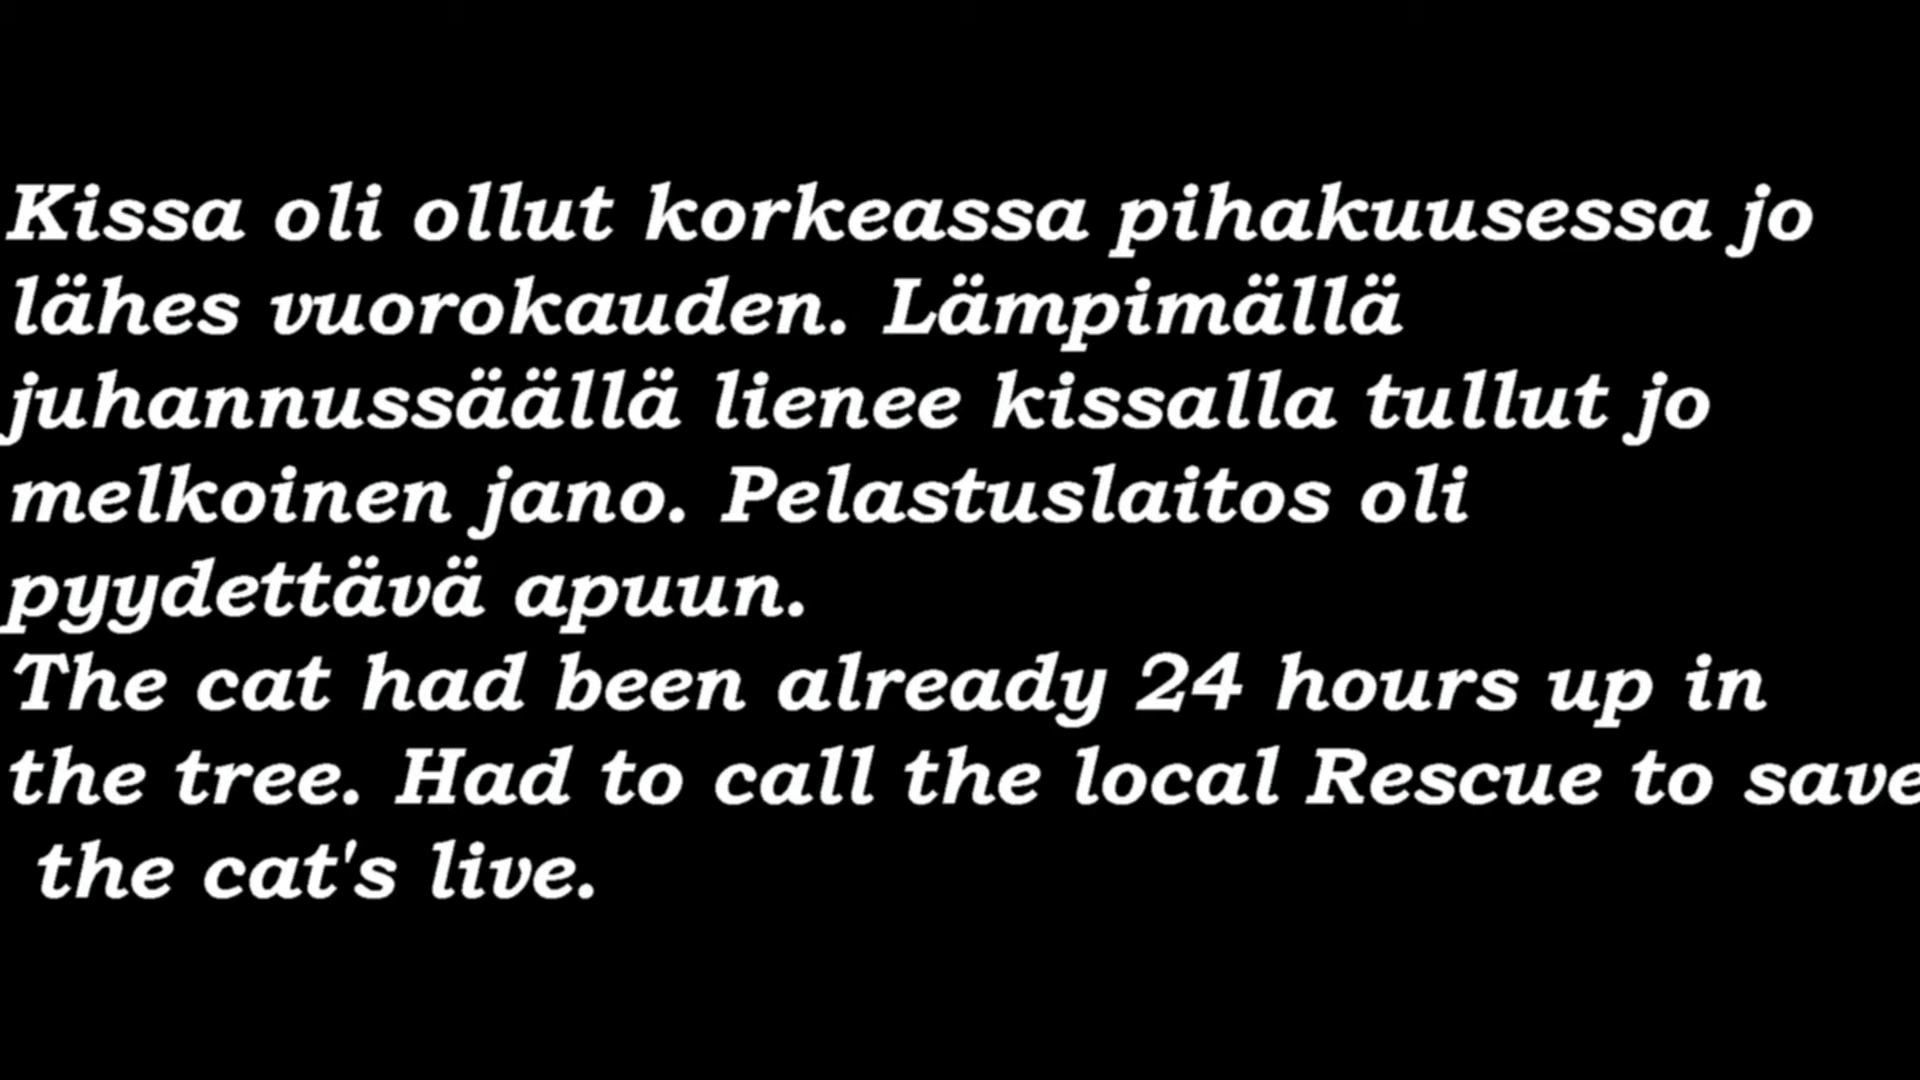 Kissa oli ollut korkeassa pihakuusessa jo
lähes vuorokauden. Lämpimällä
juhannussäällä lienee kissalla tullut jo
melkoinen jano. Pelastuslaitos oli
pyydettävä apuun.
The cat had been already 24 hours up in
the tree. Had to call the local Rescue to save
the cat's live.